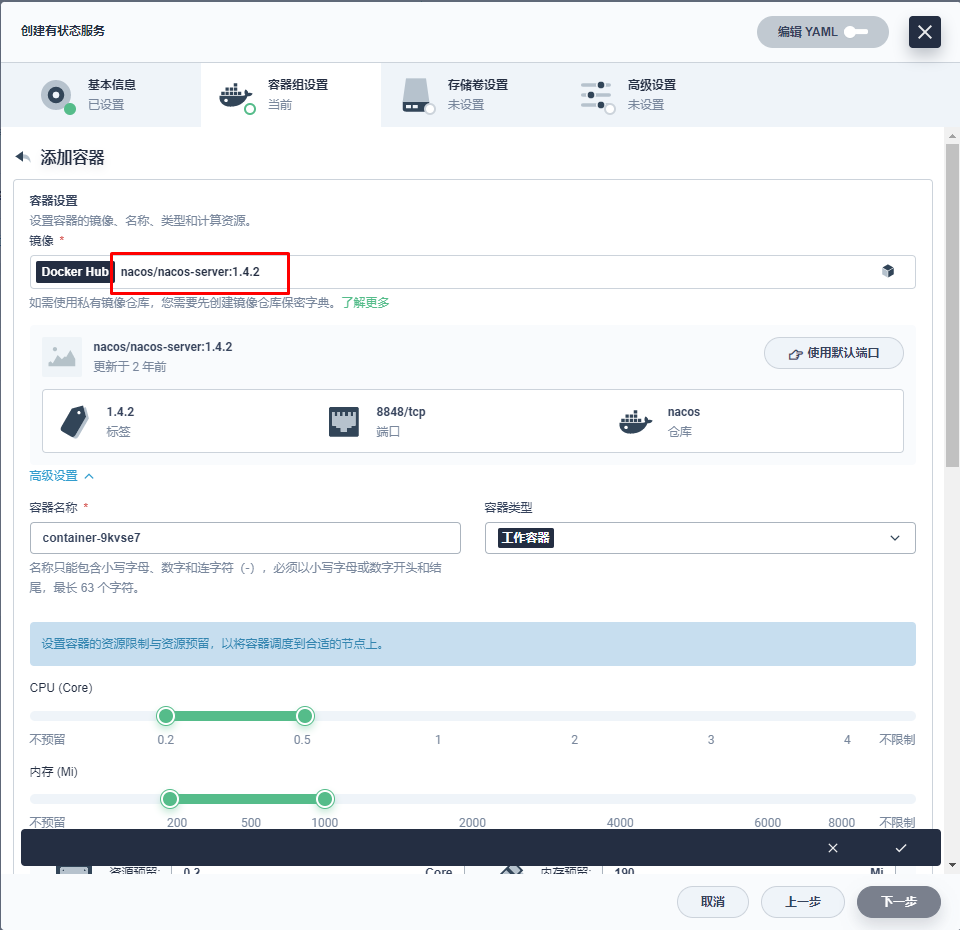 创建有状态服务
编辑 YAML
基本信息
已设置
容器组设置
当前
存储卷设置
未设置
高级设置
未设置
添加容器
容器设置
设置容器的镜像、名称、类型和计算资源。
镜像 *
Docker Hub nacos/nacos-server:1.4.2
如需使用私有镜像仓库，您需要先创建镜像仓库保密字典。了解更多
nacos/nacos-server:1.4.2
更新于 2 年前
使用默认端口
1.4.2
标签
8848/tcp
端口
nacos
仓库
高级设置
容器名称 *
container-9kvse7
名称只能包含小写字母、数字和连字符（-），必须以小写字母或数字开头和结
尾，最长 63 个字符。
容器类型
工作容器
设置容器的资源限制与资源预留，以将容器调度到合适的节点上。
CPU (Core)
不预留 0.2 0.5 1 2 3 4 不限制
内存 (Mi)
不预留 200 500 1000 2000 4000 6000 8000 不限制
资源预留: 0.2 Core 内存预留: 190 Mi
取消 上一步 下一步